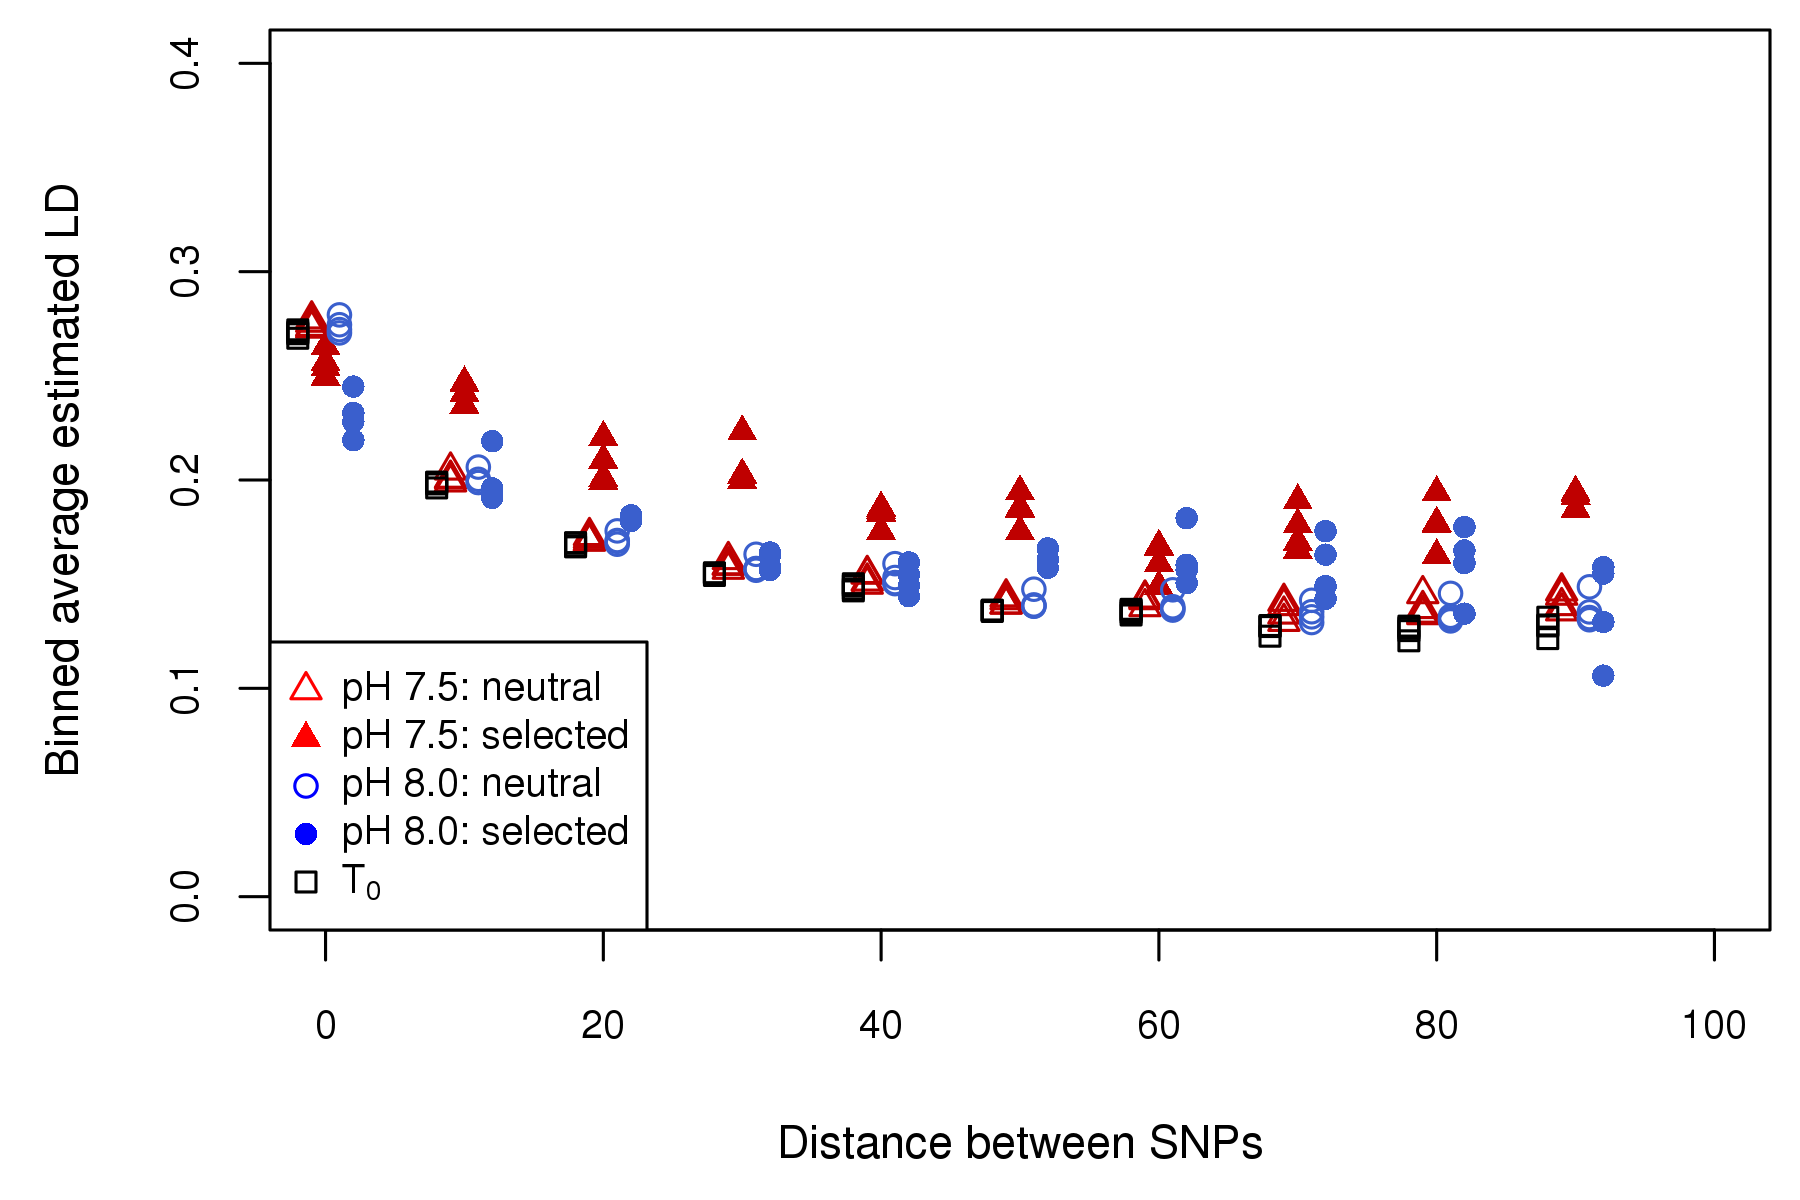 Binned average estimated LD
0.4
0.3
0.2
0.1
0.0
pH 7.5: neutral
pH 7.5: selected
pH 8.0: neutral
pH 8.0: selected
T₀
0 20 40 60 80 100
Distance between SNPs